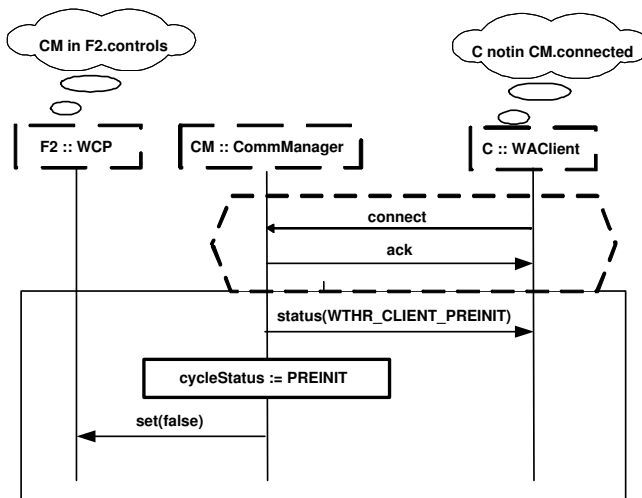 CM in F2.controls
C notin CM.connected
F2 :: WCP
CM :: CommManager
C :: WAClient
connect
ack
status(WTHR_CLIENT_PREINIT)
cycleStatus := PREINIT
set(false)